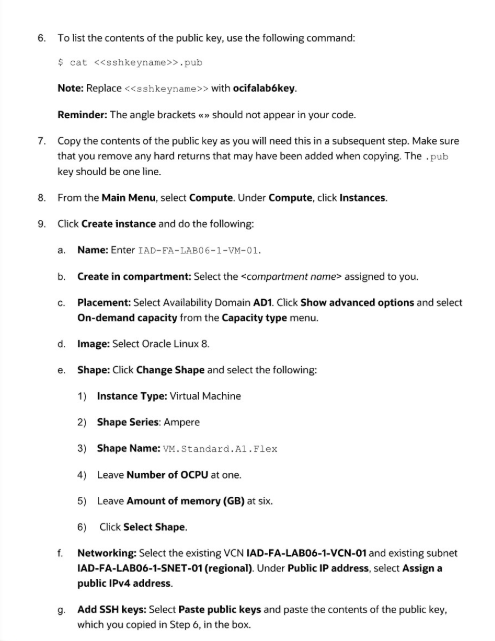 6. To list the contents of the public key, use the following command:
$ cat <<sshkeyname>>.pub
Note: Replace <<sshkeyname>> with ocifalab6key.
Reminder: The angle brackets «» should not appear in your code.
7. Copy the contents of the public key as you will need this in a subsequent step. Make sure
that you remove any hard returns that may have been added when copying. The .pub
key should be one line.
8. From the Main Menu, select Compute. Under Compute, click Instances.
9. Click Create instance and do the following:
a. Name: Enter IAD-FA-LAB06-1-VM-01.
b. Create in compartment: Select the <compartment name> assigned to you.
c. Placement: Select Availability Domain AD1. Click Show advanced options and select
On-demand capacity from the Capacity type menu.
d. Image: Select Oracle Linux 8.
e. Shape: Click Change Shape and select the following:
1) Instance Type: Virtual Machine
2) Shape Series: Ampere
3) Shape Name: VM.Standard.A1.Flex
4) Leave Number of OCPU at one.
5) Leave Amount of memory (GB) at six.
6) Click Select Shape.
f. Networking: Select the existing VCN IAD-FA-LAB06-1-VCN-01 and existing subnet
IAD-FA-LAB06-1-SNET-01 (regional). Under Public IP address, select Assign a
public IPv4 address.
g. Add SSH keys: Select Paste public keys and paste the contents of the public key,
which you copied in Step 6, in the box.